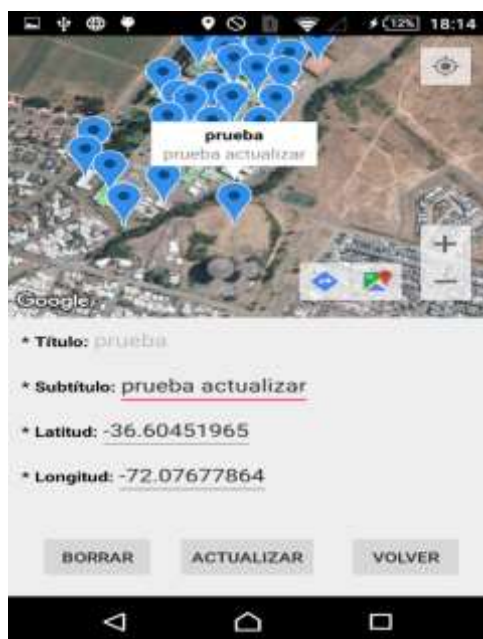 12% 18:14
prueba
prueba actualizar
Google
* Título: prueba
* Subtítulo: prueba actualizar
* Latitud: -36.60451965
* Longitud: -72.07677864
BORRAR ACTUALIZAR VOLVER